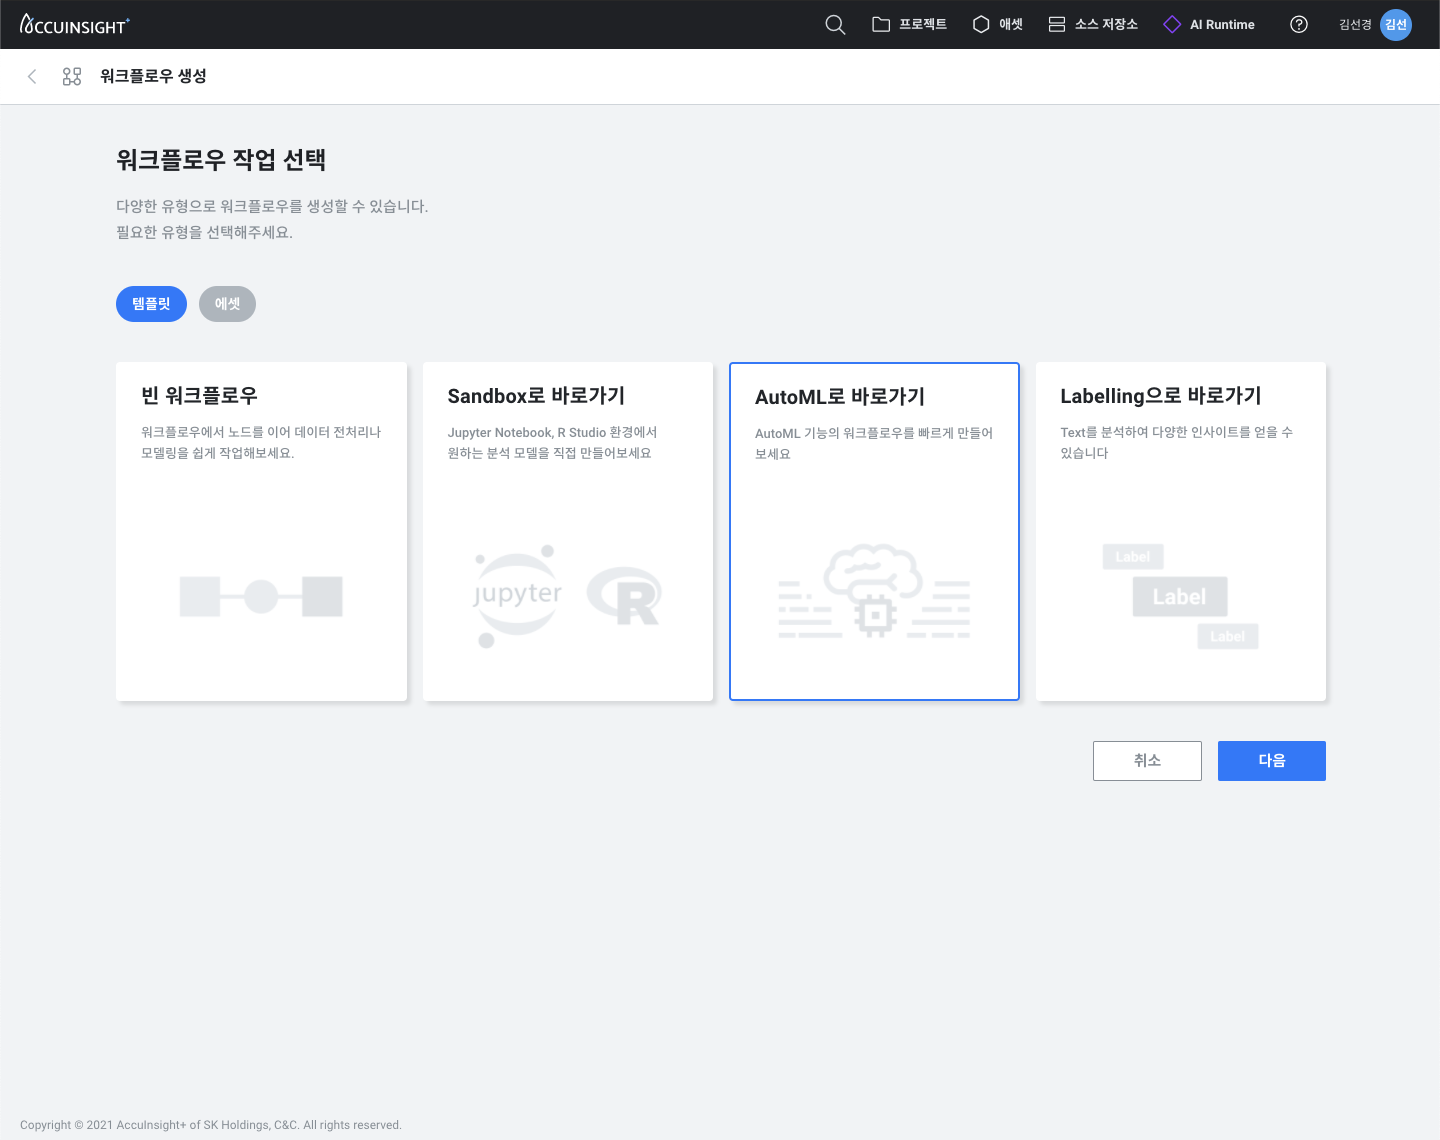 ACCUINSIGHT+
프로젝트
애셋
소스 저장소
AI Runtime
김선경
김선
워크플로우 생성
워크플로우 작업 선택
다양한 유형으로 워크플로우를 생성할 수 있습니다.
필요한 유형을 선택해주세요.
템플릿
에셋
빈 워크플로우
워크플로우에서 노드를 이어 데이터 전처리나
모델링을 쉽게 작업해보세요.
Sandbox로 바로가기
Jupyter Notebook, R Studio 환경에서
원하는 분석 모델을 직접 만들어보세요
jupyter
R
AutoML로 바로가기
AutoML 기능의 워크플로우를 빠르게 만들어
보세요
Labelling으로 바로가기
Text를 분석하여 다양한 인사이트를 얻을 수
있습니다
Label
Label
Label
취소
다음
Copyright © 2021 AccuInsight+ of SK Holdings, C&C. All rights reserved.